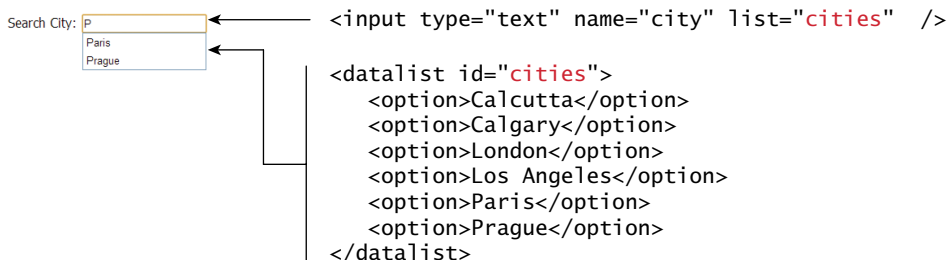 Search City: P
Paris
Prague
<input type="text" name="city" list="cities" />
<datalist id="cities">
<option>Calcutta</option>
<option>Calgary</option>
<option>London</option>
<option>Los Angeles</option>
<option>Paris</option>
<option>Prague</option>
</datalist>